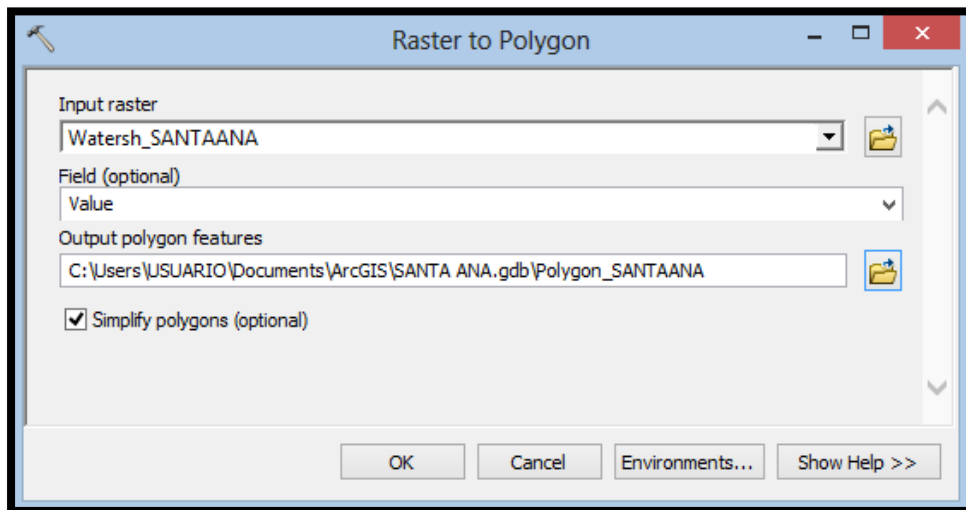 Raster to Polygon
Input raster
Watersh_SANTAANA
Field (optional)
Value
Output polygon features
C:\Users\USUARIO\Documents\ArcGIS\SANTA ANA.gdb\Polygon_SANTAANA
Simplify polygons (optional)
OK Cancel Environments... Show Help >>